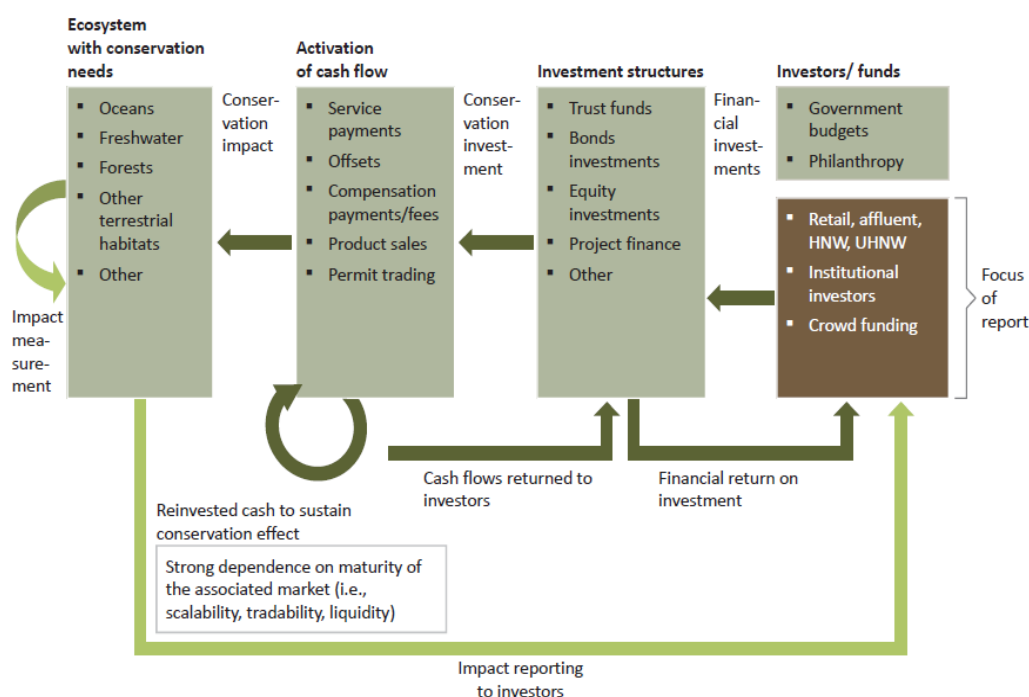 Ecosystem
with conservation
needs
Oceans
Freshwater
Forests
Other
terrestrial
habitats
Other
Impact
mea-
sure-
ment
Conser-
vation
impact
Activation
of cash flow
Service
payments
Offsets
Compensation
payments/fees
Product sales
Permit trading
Conser-
vation
invest-
ment
Investment structures
Trust funds
Bonds
investments
Equity
investments
Project finance
Other
Finan-
cial
invest-
ments
Investors/ funds
Government
budgets
Philanthropy
Retail, affluent,
HNW, UHNW
Institutional
investors
Crowd funding
Focus
of
report
Cash flows returned to
investors
Financial return on
investment
Reinvested cash to sustain
conservation effect
Strong dependence on maturity of
the associated market (i.e.,
scalability, tradability, liquidity)
Impact reporting
to investors